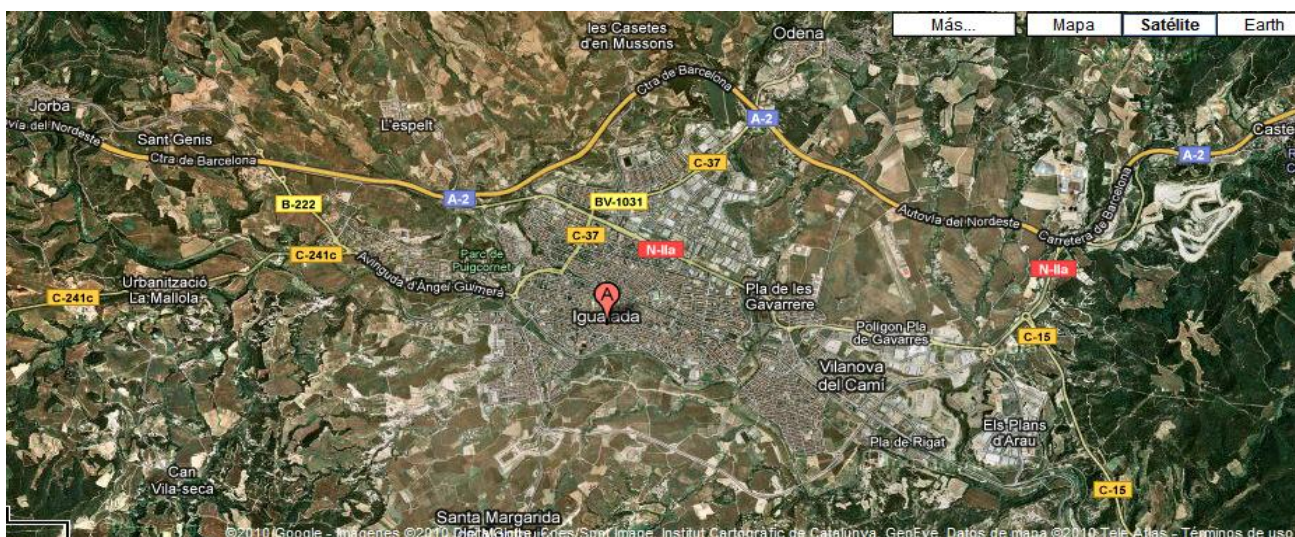 les Casetes
d'en Mussons
Odena
Más...
Mapa
Satélite
Earth
Jorba
L'espelt
Ctra de Barcelona
A-2
Sant Genis
Ctra de Barcelona
C-37
A-2
Caste
A-2
B-222
BV-1031
Autovía del Nordeste
Carretera de Barcelona
C-37
N-IIa
C-241c
Parc de
Puigcornet
Avinguda d'Àngel Guimerà
N-IIa
Urbanització
La Mallola
C-241c
A
Igualada
Pla de les
Gavarrere
Polígon Pla
de Gavarres
C-15
Vilanova
del Camí
Els Plans
d'Arau
Pla de Rigat
Can
Vila-seca
C-15
Santa Margarida
©2010 Google - Imágenes ©2010 DigitalGlobe, Cnes/Spot Image, Institut Cartogràfic de Catalunya, GeoEye, Datos de mapa ©2010 Tele Atlas - Términos de uso